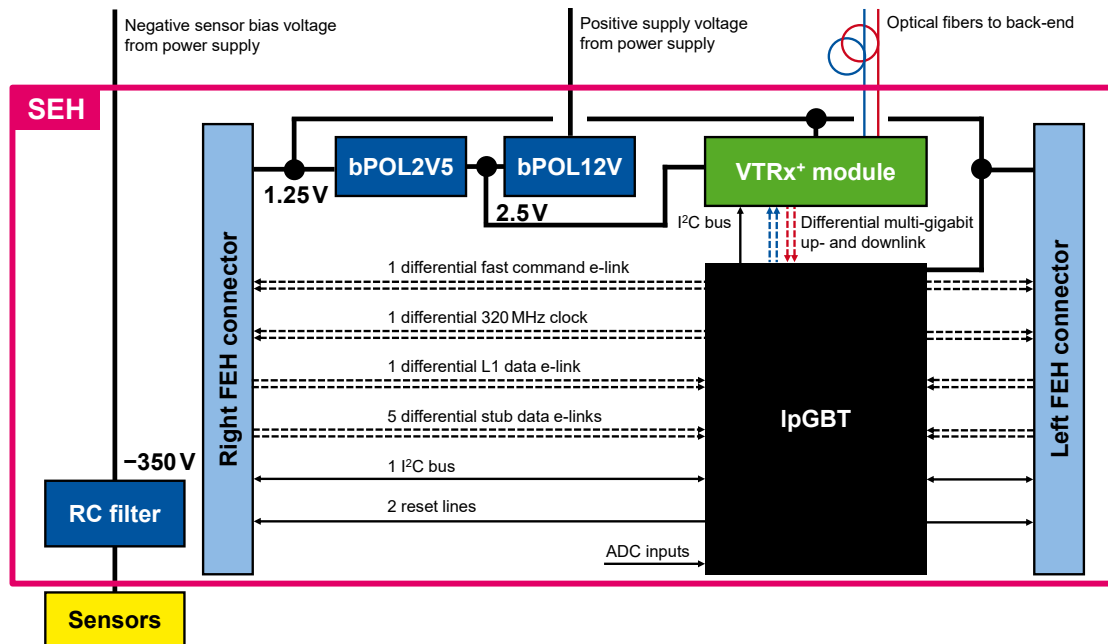 Negative sensor bias voltage
from power supply
Positive supply voltage
from power supply
Optical fibers to back-end
SEH
bPOL2V5
bPOL12V
VTRx⁺ module
1.25 V
2.5 V
I²C bus
Differential multi-gigabit
up- and downlink
Right FEH connector
1 differential fast command e-link
1 differential 320 MHz clock
1 differential L1 data e-link
5 differential stub data e-links
1 I²C bus
2 reset lines
ADC inputs
lpGBT
Left FEH connector
−350 V
RC filter
Sensors